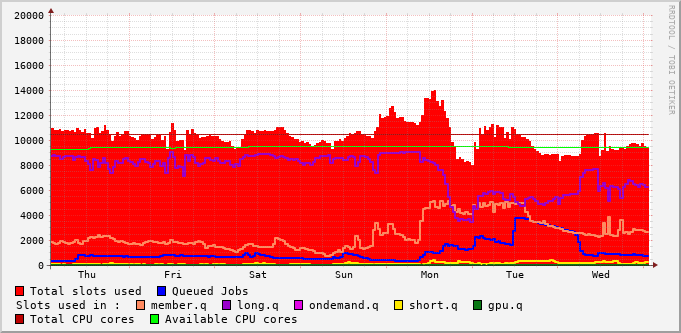 20000
18000
16000
14000
12000
10000
8000
6000
4000
2000
0
Thu Fri Sat Sun Mon Tue Wed
RRDTOOL / TOBI OETIKER
Total slots used Queued Jobs
Slots used in : member.q long.q ondemand.q short.q gpu.q
Total CPU cores Available CPU cores